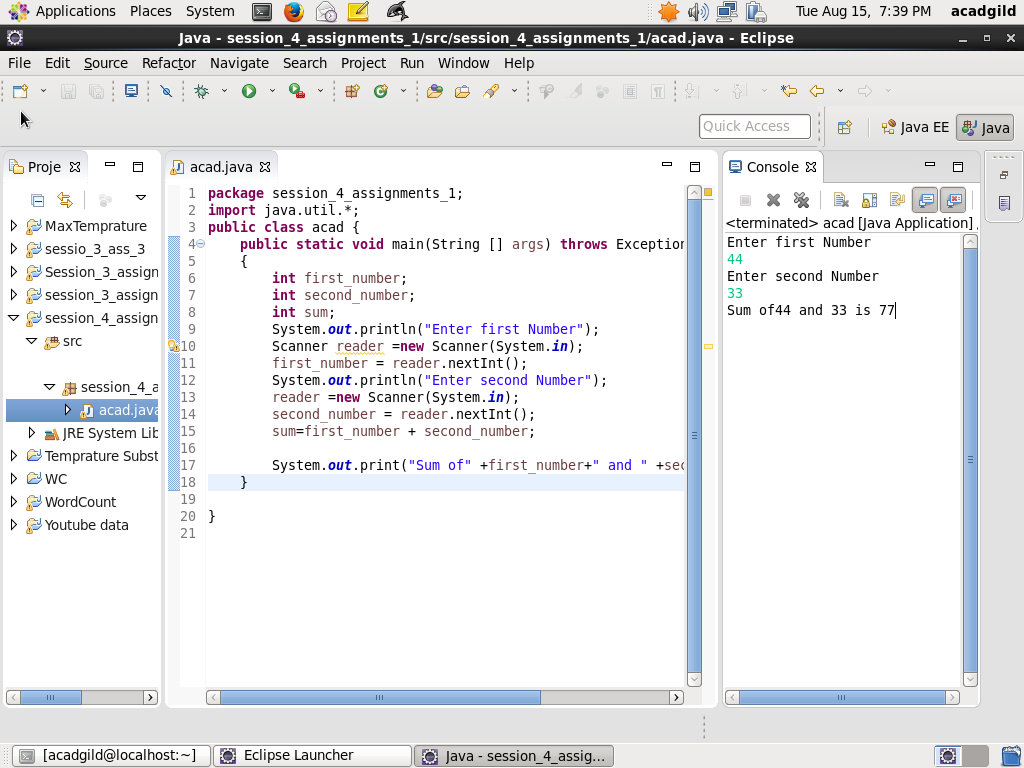 Applications Places System Tue Aug 15, 7:39 PM acadgild
Java - session_4_assignments_1/src/session_4_assignments_1/acad.java - Eclipse
File Edit Source Refactor Navigate Search Project Run Window Help
Quick Access Java EE Java
Proje
MaxTemprature
sessio_3_ass_3
Session_3_assign
session_3_assign
session_4_assign
src
session_4_a
acad.java
JRE System Lib
Temprature Subst
WC
WordCount
Youtube data
acad.java
1 package session_4_assignments_1;
2 import java.util.*;
3 public class acad {
4 public static void main(String [] args) throws Exception
5 {
6 int first_number;
7 int second_number;
8 int sum;
9 System.out.println("Enter first Number");
10 Scanner reader =new Scanner(System.in);
11 first_number = reader.nextInt();
12 System.out.println("Enter second Number");
13 reader =new Scanner(System.in);
14 second_number = reader.nextInt();
15 sum=first_number + second_number;
16
17 System.out.print("Sum of" +first_number+" and " +sec
18 }
19
20 }
21
Console
<terminated> acad [Java Application]
Enter first Number
44
Enter second Number
33
Sum of44 and 33 is 77
[acadgild@localhost:~] Eclipse Launcher Java - session_4_assig...